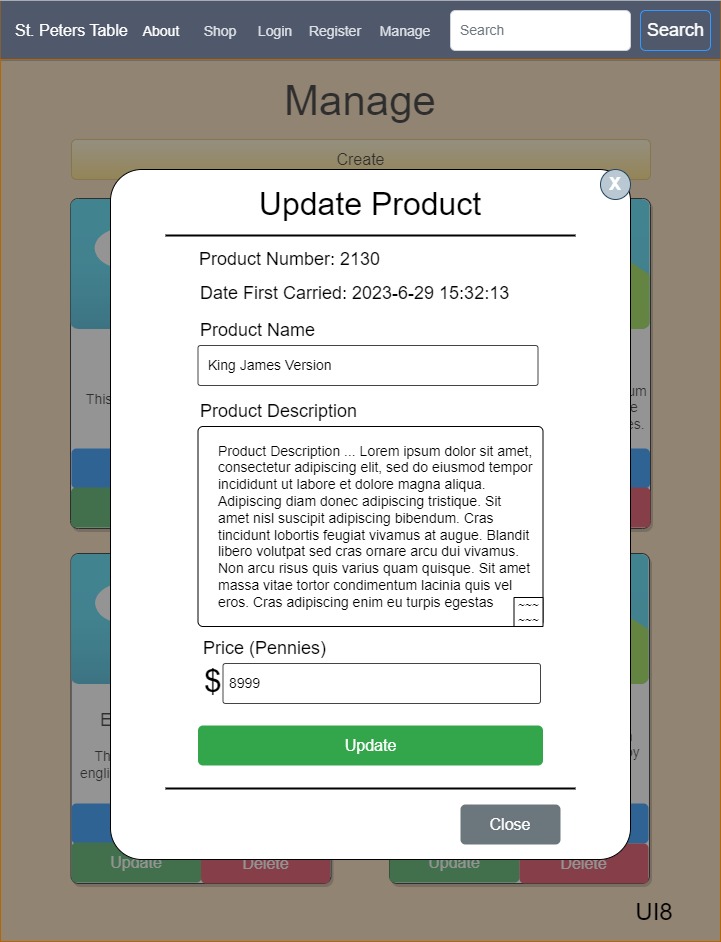 St. Peters Table About Shop Login Register Manage Search Search
Manage
Create
X
Update Product
Product Number: 2130
Date First Carried: 2023-6-29 15:32:13
Product Name
King James Version
Product Description
Product Description ... Lorem ipsum dolor sit amet,
consectetur adipiscing elit, sed do eiusmod tempor
incididunt ut labore et dolore magna aliqua.
Adipiscing diam donec adipiscing tristique. Sit
amet nisl suscipit adipiscing bibendum. Cras
tincidunt lobortis feugiat vivamus at augue. Blandit
libero volutpat sed cras ornare arcu dui vivamus.
Non arcu risus quis varius quam quisque. Sit amet
massa vitae tortor condimentum lacinia quis vel
eros. Cras adipiscing enim eu turpis egestas
~~~
~~~
Price (Pennies)
$ 8999
Update
Close
This
Update Delete Update Delete
UI8